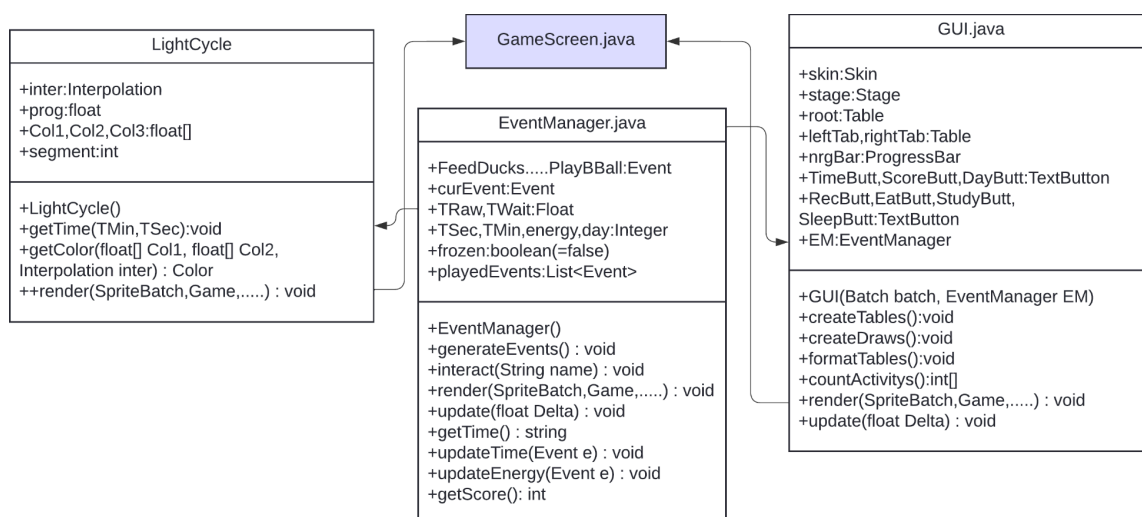 LightCycle
+inter:Interpolation
+prog:float
+Col1,Col2,Col3:float[]
+segment:int
+LightCycle()
+getTime(TMin,TSec):void
+getColor(float[] Col1, float[] Col2,
Interpolation inter) : Color
++render(SpriteBatch,Game,.....) : void
GameScreen.java
EventManager.java
+FeedDucks.....PlayBBall:Event
+curEvent:Event
+TRaw,TWait:Float
+TSec,TMin,energy,day:Integer
+frozen:boolean(=false)
+playedEvents:List<Event>
+EventManager()
+generateEvents() : void
+interact(String name) : void
+render(SpriteBatch,Game,.....) : void
+update(float Delta) : void
+getTime() : string
+updateTime(Event e) : void
+updateEnergy(Event e) : void
+getScore(): int
GUI.java
+skin:Skin
+stage:Stage
+root:Table
+leftTab,rightTab:Table
+nrgBar:ProgressBar
+TimeButt,ScoreButt,DayButt:TextButton
+RecButt,EatButt,StudyButt,
SleepButt:TextButton
+EM:EventManager
+GUI(Batch batch, EventManager EM)
+createTables():void
+createDraws():void
+formatTables():void
+countActivitys():int[]
+render(SpriteBatch,Game,.....) : void
+update(float Delta) : void